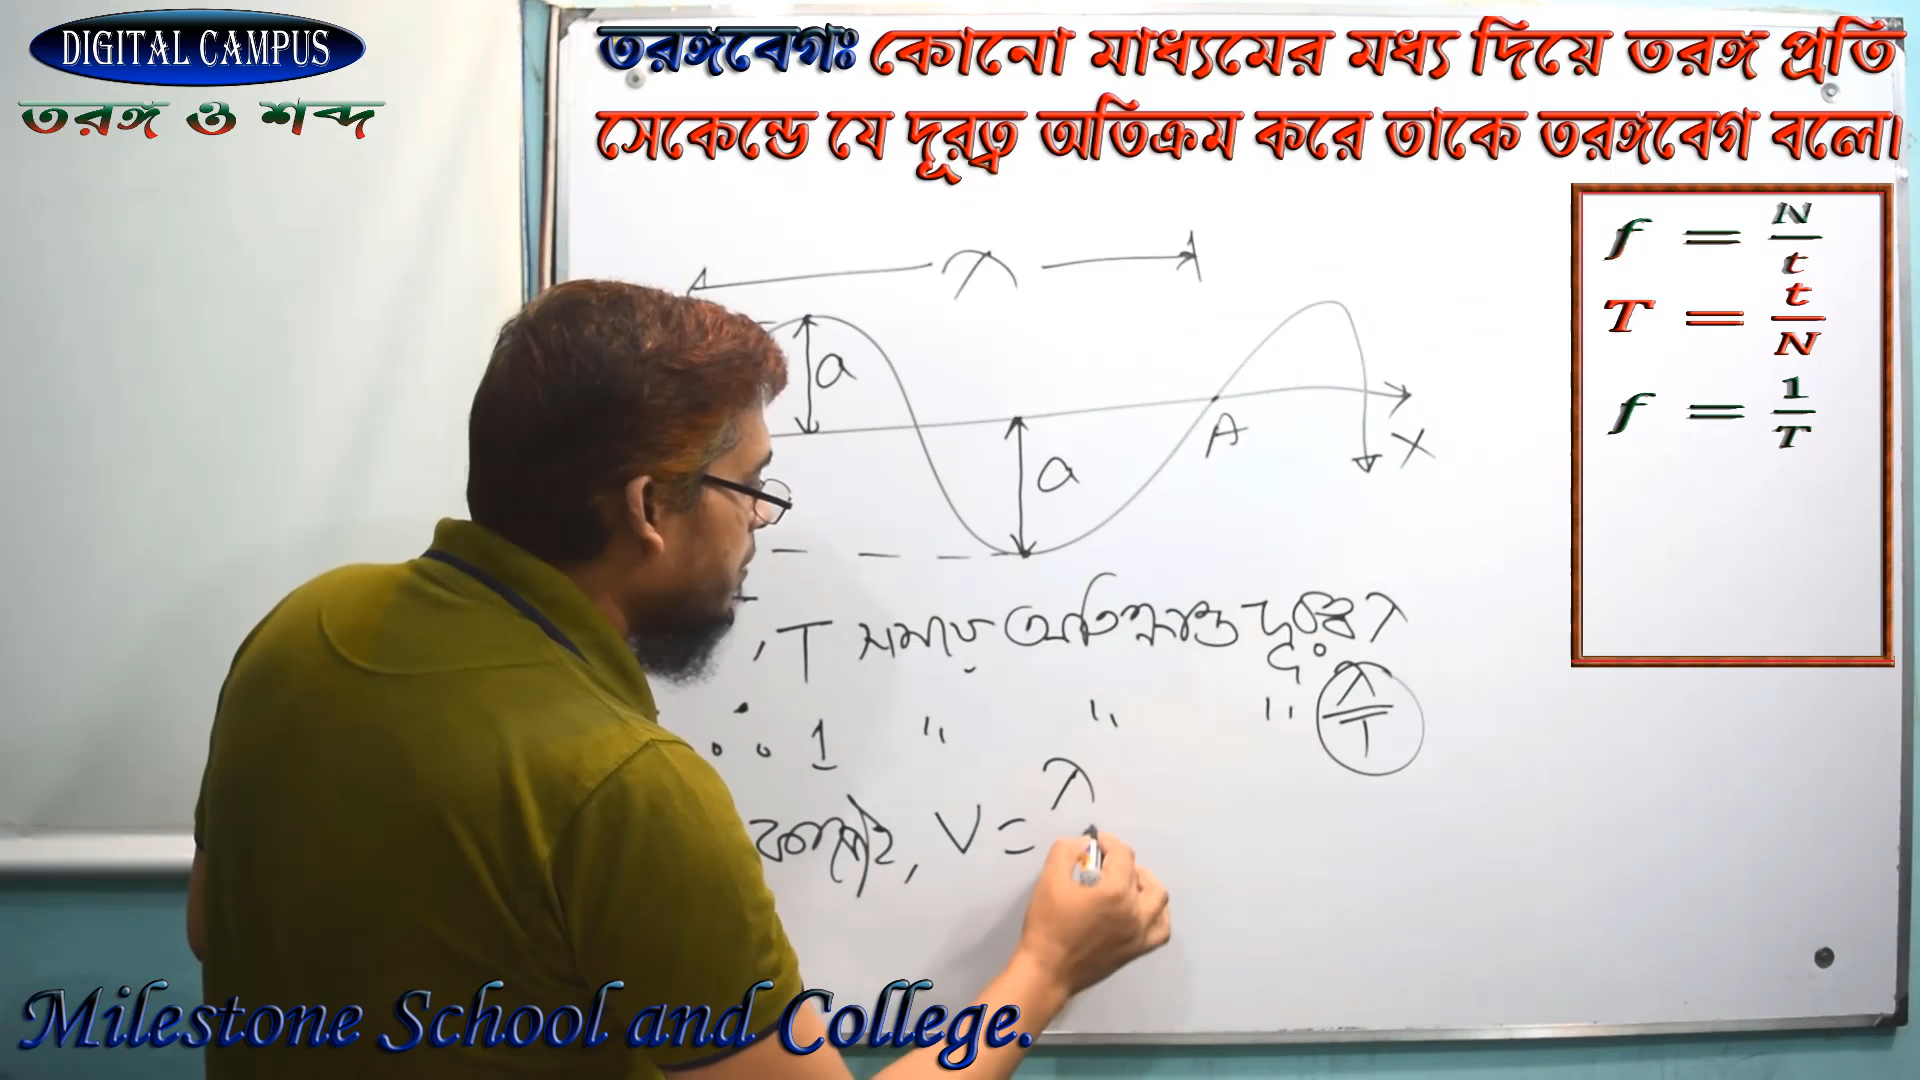 DIGITAL CAMPUS
তরঙ্গ ও শব্দ
তরঙ্গবেগঃ কোনো মাধ্যমের মধ্য দিয়ে তরঙ্গ প্রতি
সেকেন্ডে যে দূরত্ব অতিক্রম করে তাকে তরঙ্গবেগ বলে।
f = N/t
T = t/N
f = 1/T
λ
a
a
A
X
, T সময়ে অতিক্রান্ত দূরত্ব λ
∴ 1 " " " λ/T
V = λ
Milestone School and College.